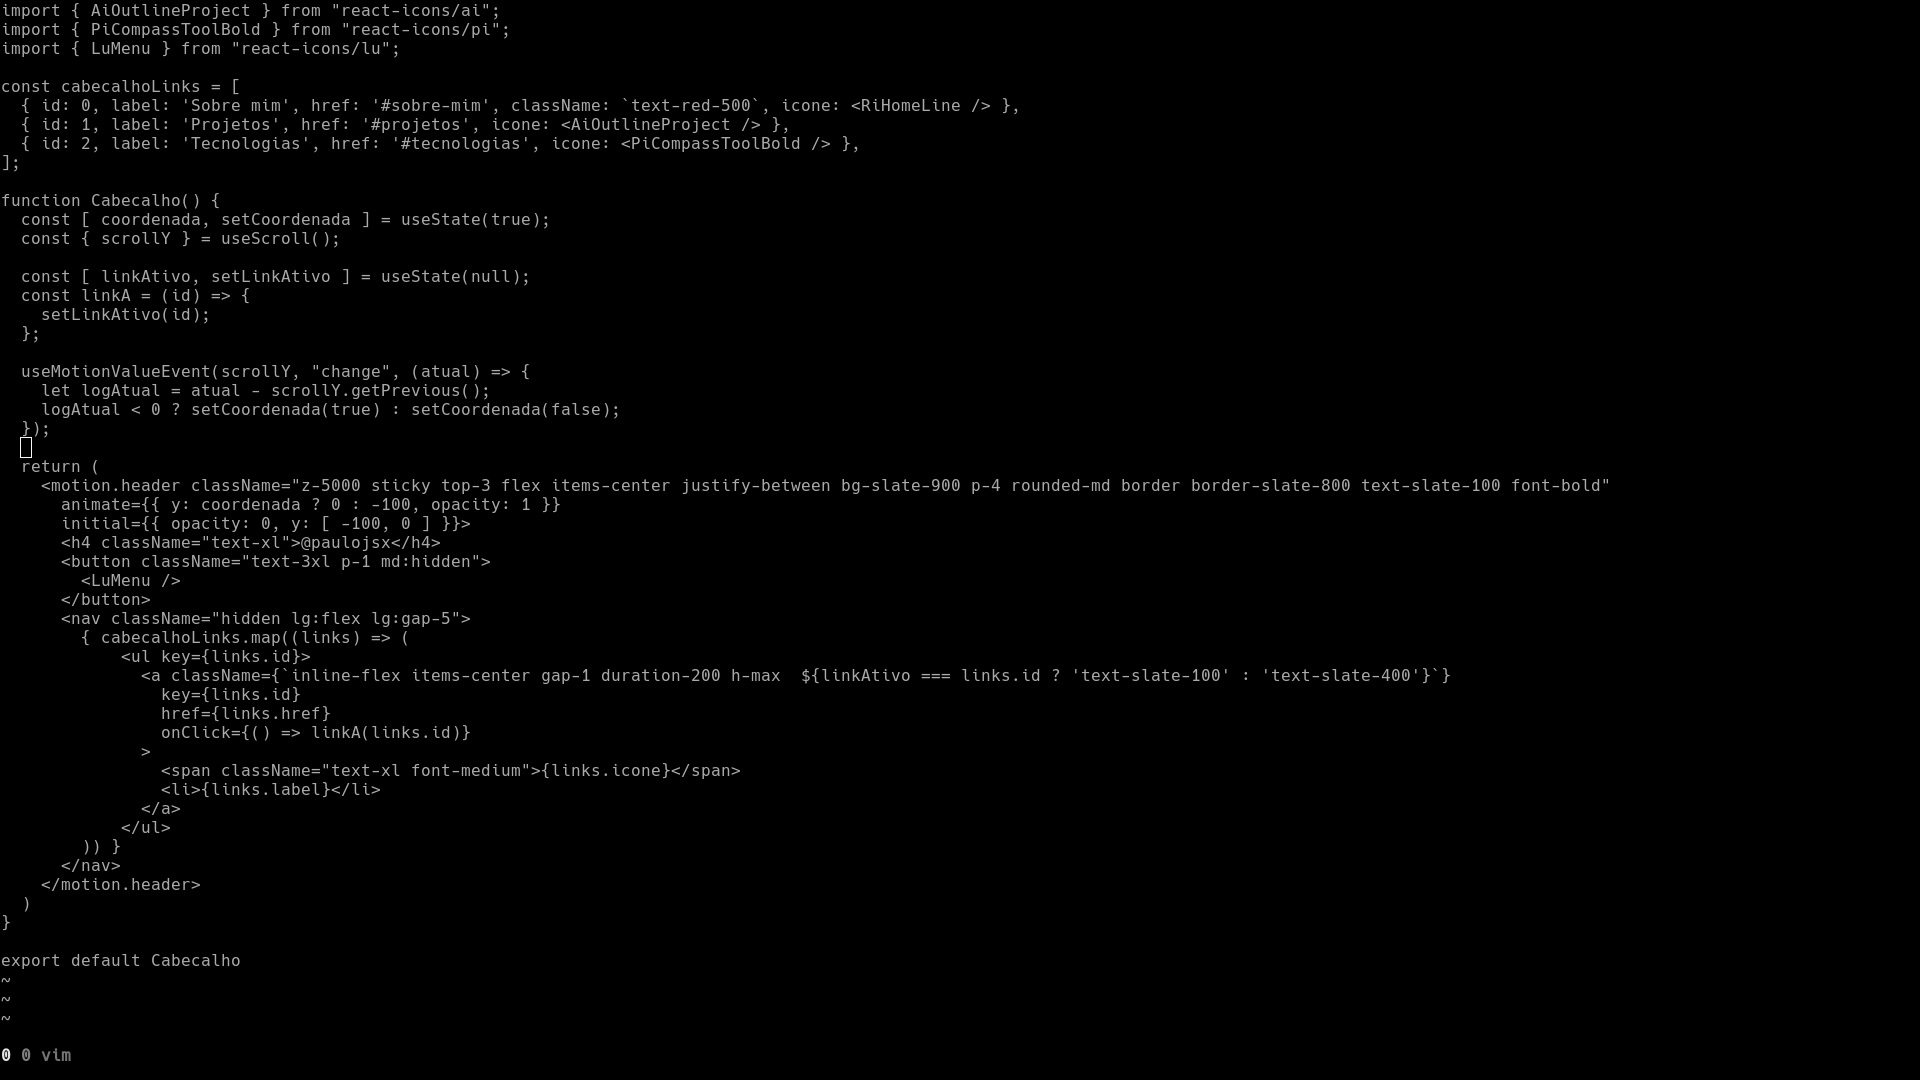 import { AiOutlineProject } from "react-icons/ai";
import { PiCompassToolBold } from "react-icons/pi";
import { LuMenu } from "react-icons/lu";

const cabecalhoLinks = [
  { id: 0, label: 'Sobre mim', href: '#sobre-mim', className: `text-red-500`, icone: <RiHomeLine /> },
  { id: 1, label: 'Projetos', href: '#projetos', icone: <AiOutlineProject /> },
  { id: 2, label: 'Tecnologias', href: '#tecnologias', icone: <PiCompassToolBold /> },
];

function Cabecalho() {
  const [ coordenada, setCoordenada ] = useState(true);
  const { scrollY } = useScroll();

  const [ linkAtivo, setLinkAtivo ] = useState(null);
  const linkA = (id) => {
    setLinkAtivo(id);
  };

  useMotionValueEvent(scrollY, "change", (atual) => {
    let logAtual = atual - scrollY.getPrevious();
    logAtual < 0 ? setCoordenada(true) : setCoordenada(false);
  });

  return (
    <motion.header className="z-5000 sticky top-3 flex items-center justify-between bg-slate-900 p-4 rounded-md border border-slate-800 text-slate-100 font-bold"
      animate={{ y: coordenada ? 0 : -100, opacity: 1 }}
      initial={{ opacity: 0, y: [ -100, 0 ] }}>
      <h4 className="text-xl">@paulojsx</h4>
      <button className="text-3xl p-1 md:hidden">
        <LuMenu />
      </button>
      <nav className="hidden lg:flex lg:gap-5">
        { cabecalhoLinks.map((links) => (
            <ul key={links.id}>
              <a className={`inline-flex items-center gap-1 duration-200 h-max  ${linkAtivo === links.id ? 'text-slate-100' : 'text-slate-400'}`}
                key={links.id}
                href={links.href}
                onClick={() => linkA(links.id)}
              >
                <span className="text-xl font-medium">{links.icone}</span>
                <li>{links.label}</li>
              </a>
            </ul>
        )) }
      </nav>
    </motion.header>
  )
}

export default Cabecalho
~
~
~
0 0 vim